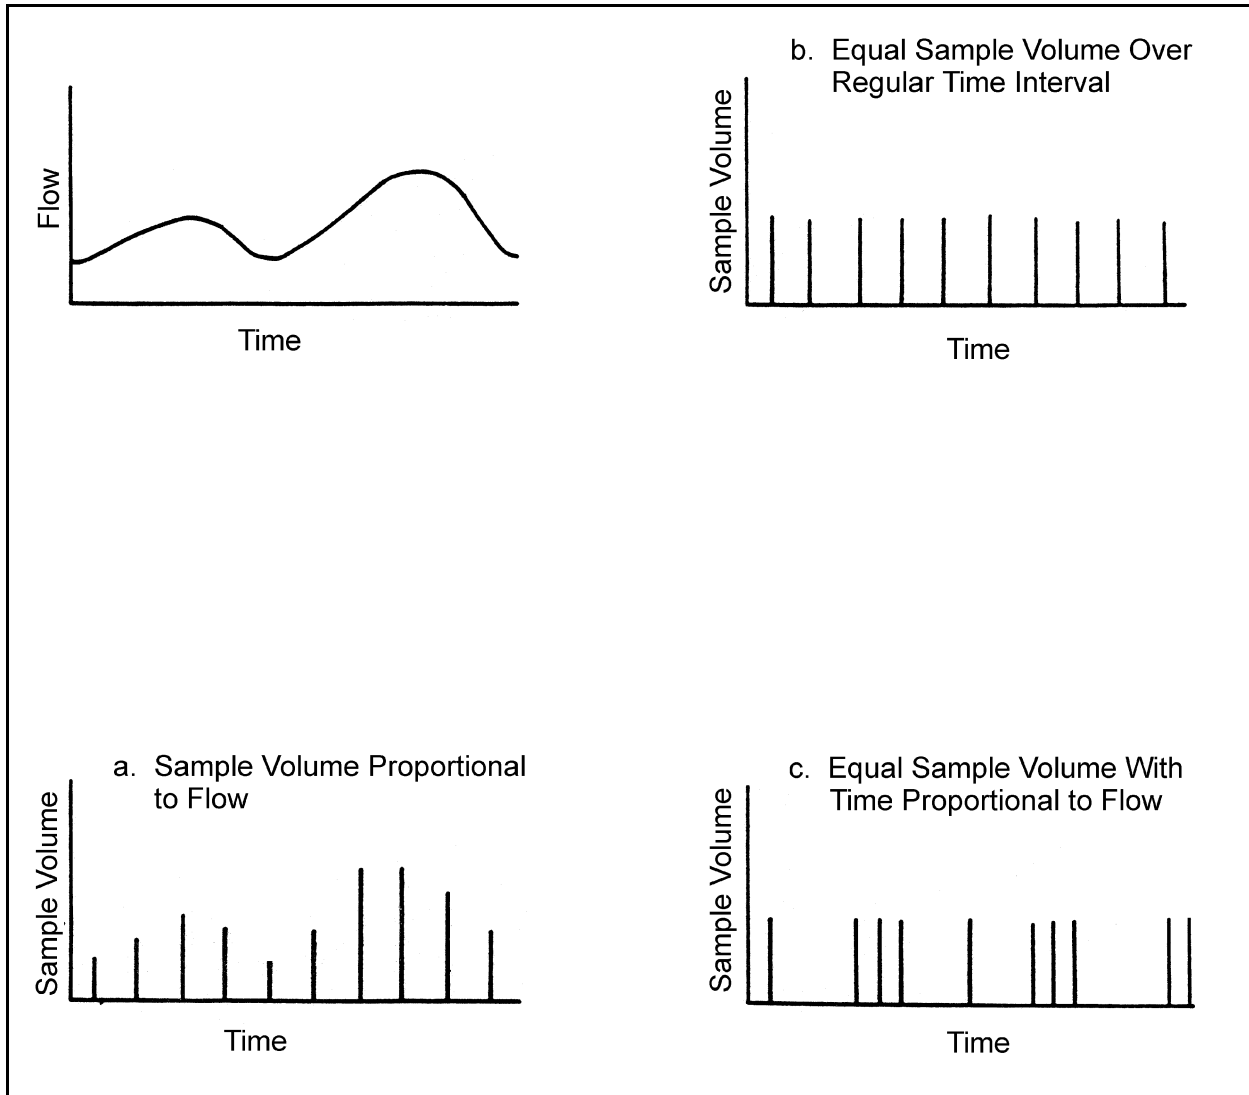 Flow
Time
b. Equal Sample Volume Over
Regular Time Interval
Sample Volume
Time
a. Sample Volume Proportional
to Flow
Sample Volume
Time
c. Equal Sample Volume With
Time Proportional to Flow
Sample Volume
Time